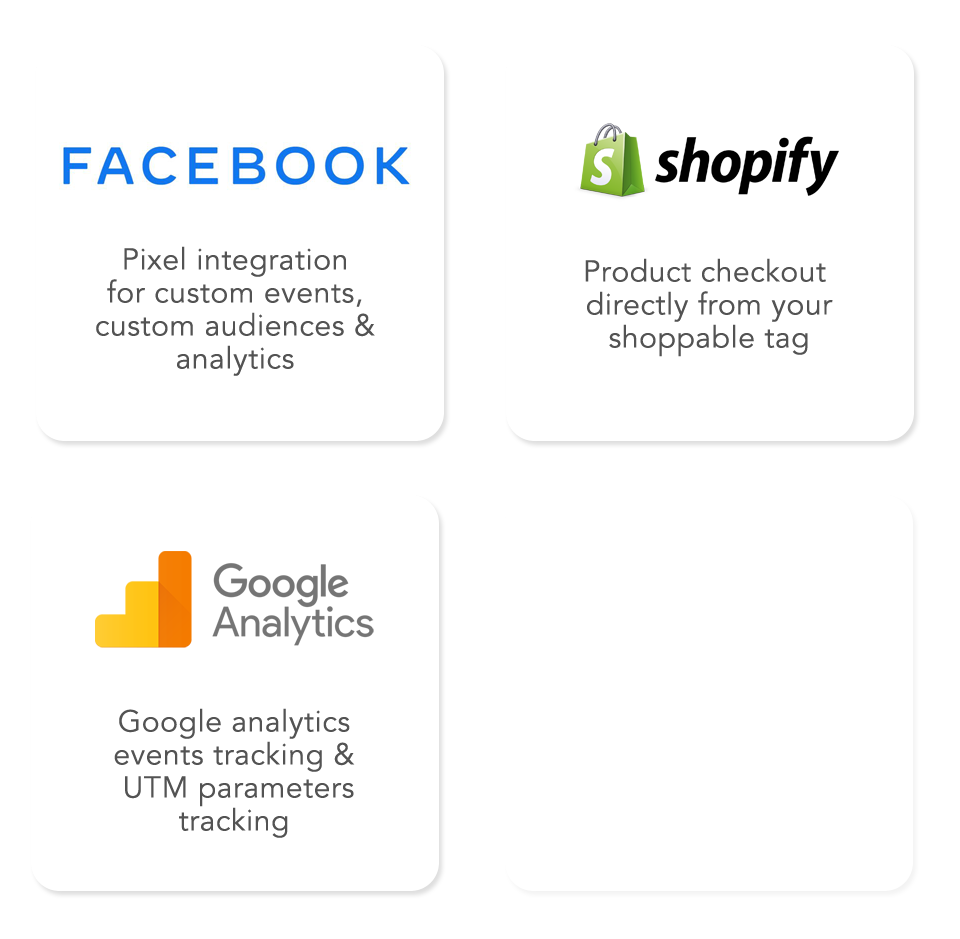 FACEBOOK
Pixel integration
for custom events,
custom audiences &
analytics
S
shopify
Product checkout
directly from your
shoppable tag
Google
Analytics
Google analytics
events tracking &
UTM parameters
tracking